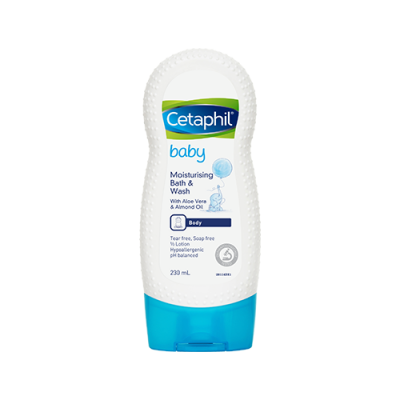 Cetaphil®
baby
Moisturising
Bath &
Wash
With Aloe Vera
& Almond Oil
Body
Tear free, Soap free
⅓ Lotion
Hypoallergenic
pH balanced
230 mL